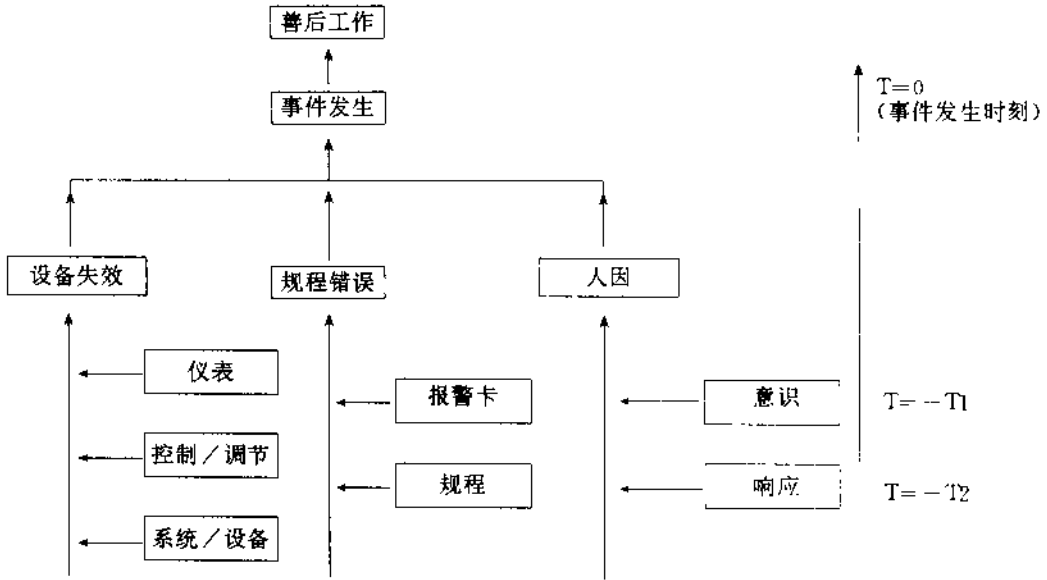 善后工作
T=0
事件发生
(事件发生时刻)
设备失效
规程错误
人因
仪表
报警卡
意识
T=-T1
控制/调节
规程
响应
T=-T2
系统/设备